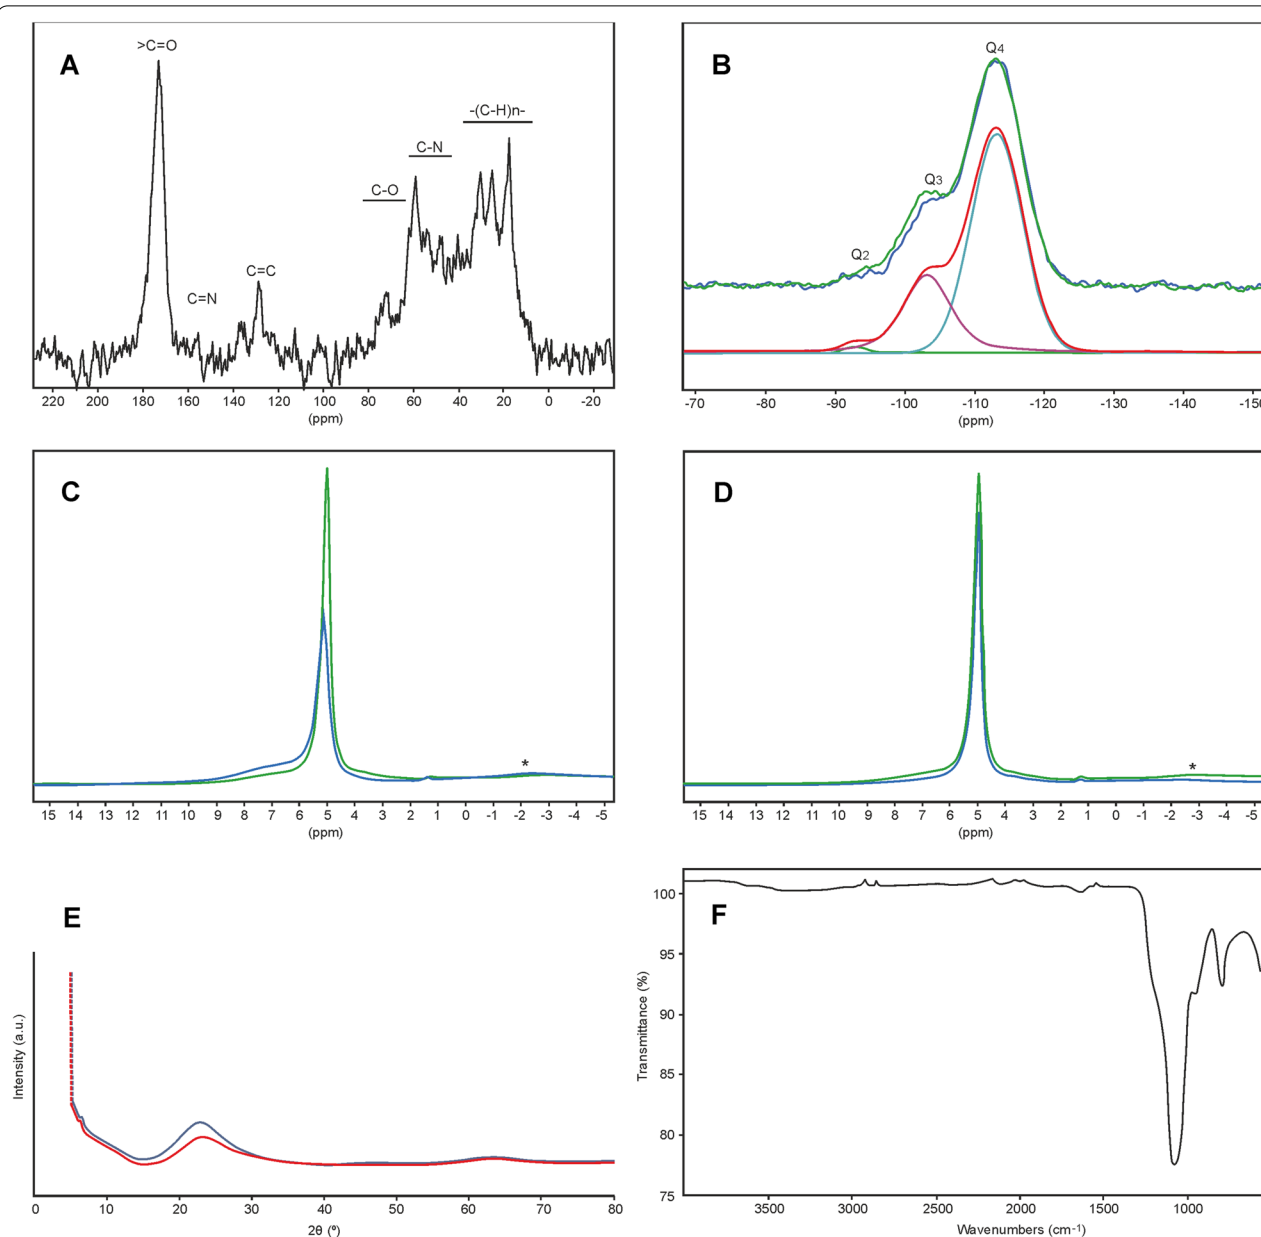 A
>C=O
C=N
C=C
C-O
C-N
-(C-H)n-
220 200 180 160 140 120 100 80 60 40 20 0 -20
(ppm)
B
Q2
Q3
Q4
-70 -80 -90 -100 -110 -120 -130 -140 -150
(ppm)
C
*
15 14 13 12 11 10 9 8 7 6 5 4 3 2 1 0 -1 -2 -3 -4 -5
(ppm)
D
*
15 14 13 12 11 10 9 8 7 6 5 4 3 2 1 0 -1 -2 -3 -4 -5
(ppm)
E
Intensity (a.u.)
0 10 20 30 40 50 60 70 80
2θ (º)
F
Transmittance (%)
100
95
90
85
80
75
3500 3000 2500 2000 1500 1000
Wavenumbers (cm-1)